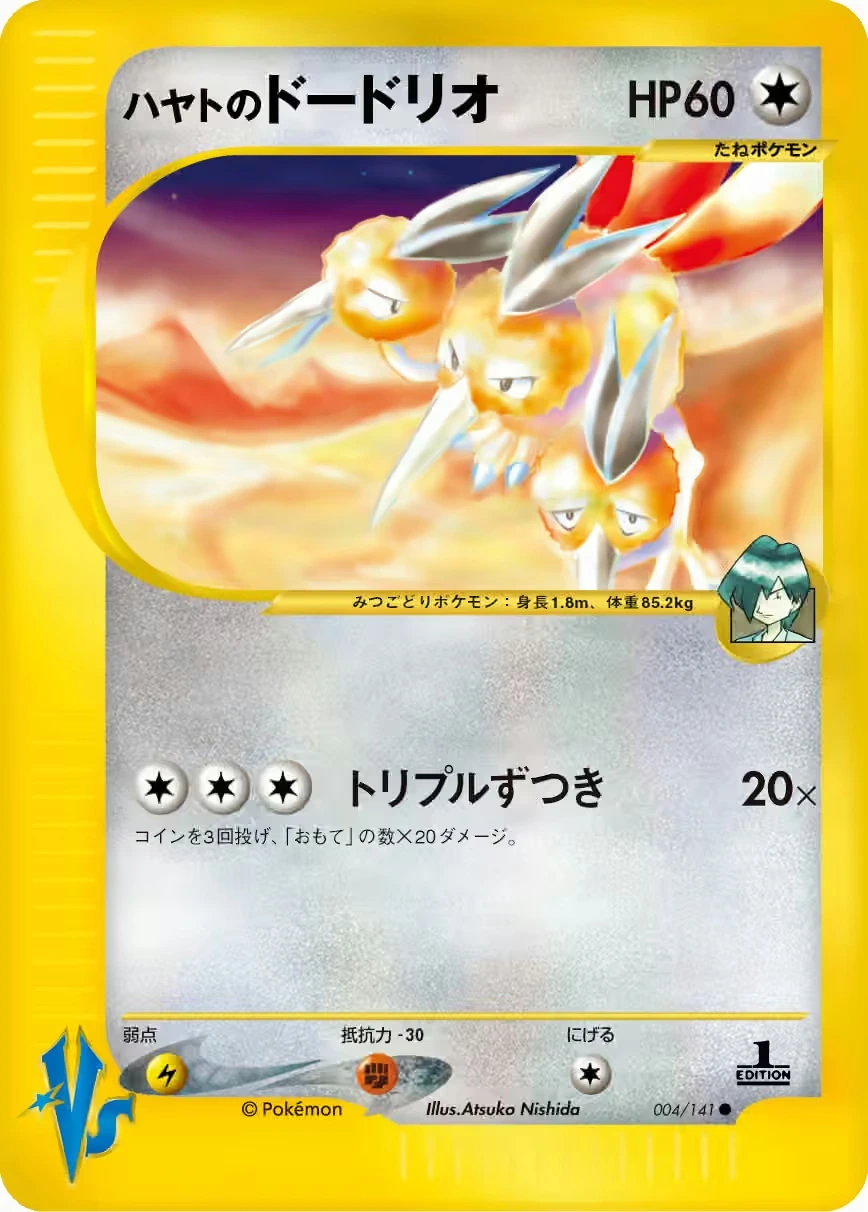 ハヤトのドードリオ HP60
たねポケモン
みつごどりポケモン：身長1.8m、体重85.2kg
トリプルずつき 20×
コインを3回投げ、「おもて」の数×20ダメージ。
弱点 抵抗力 -30 にげる
1
EDITION
© Pokémon Illus.Atsuko Nishida 004/141
VS